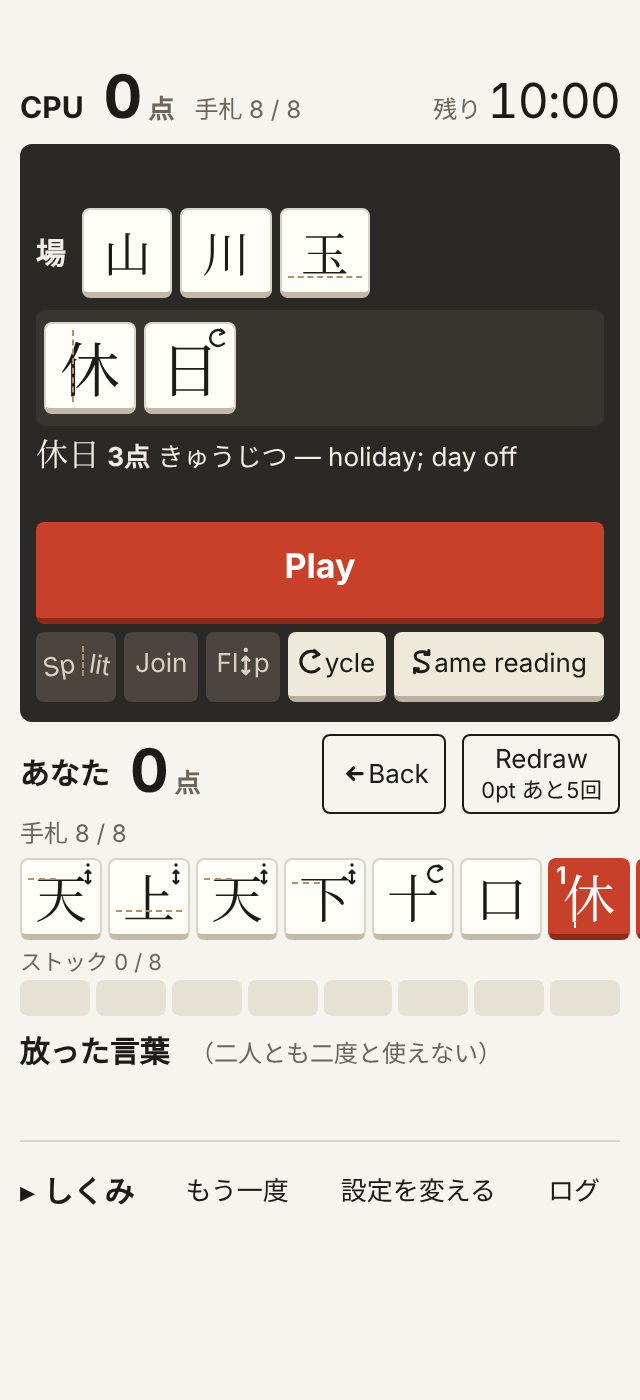 CPU 0点 手札 8 / 8 残り 10:00
場 山 川 玉
休 日
休日 3点 きゅうじつ — holiday; day off
Play
Split Join Flip Cycle Same reading
あなた 0点 Back Redraw
0pt あと5回
手札 8 / 8
天 上 天 下 十 口 1 休
ストック 0 / 8
放った言葉 （二人とも二度と使えない）
▸ しくみ もう一度 設定を変える ログ